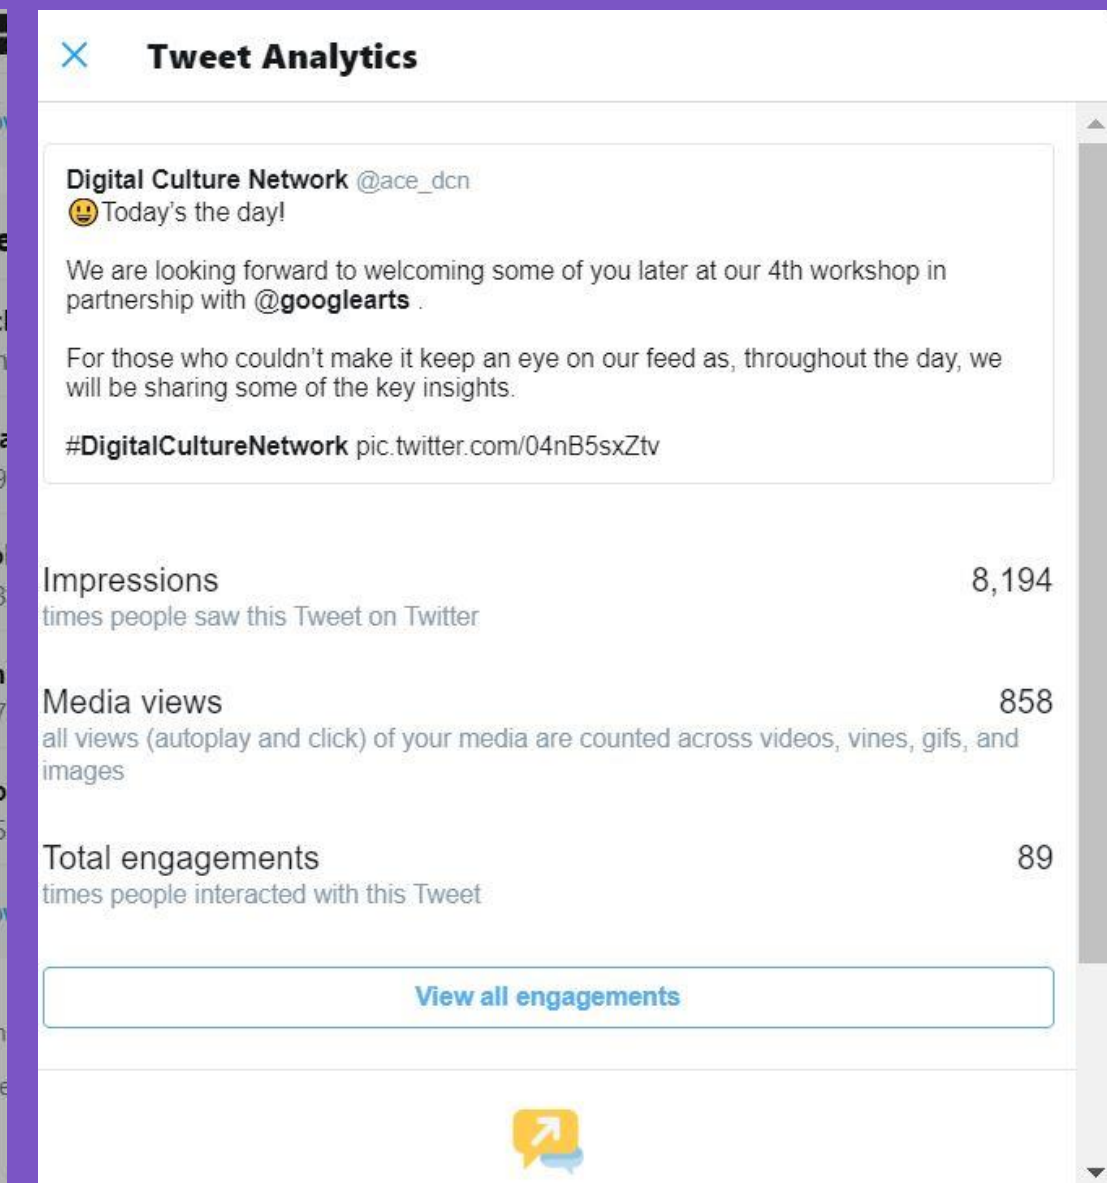 Tweet Analytics
Digital Culture Network @ace_dcn
😃Today’s the day!
We are looking forward to welcoming some of you later at our 4th workshop in
partnership with @googlearts .
For those who couldn’t make it keep an eye on our feed as, throughout the day, we
will be sharing some of the key insights.
#DigitalCultureNetwork pic.twitter.com/04nB5sxZtv
Impressions 8,194
times people saw this Tweet on Twitter
Media views 858
all views (autoplay and click) of your media are counted across videos, vines, gifs, and
images
Total engagements 89
times people interacted with this Tweet
View all engagements